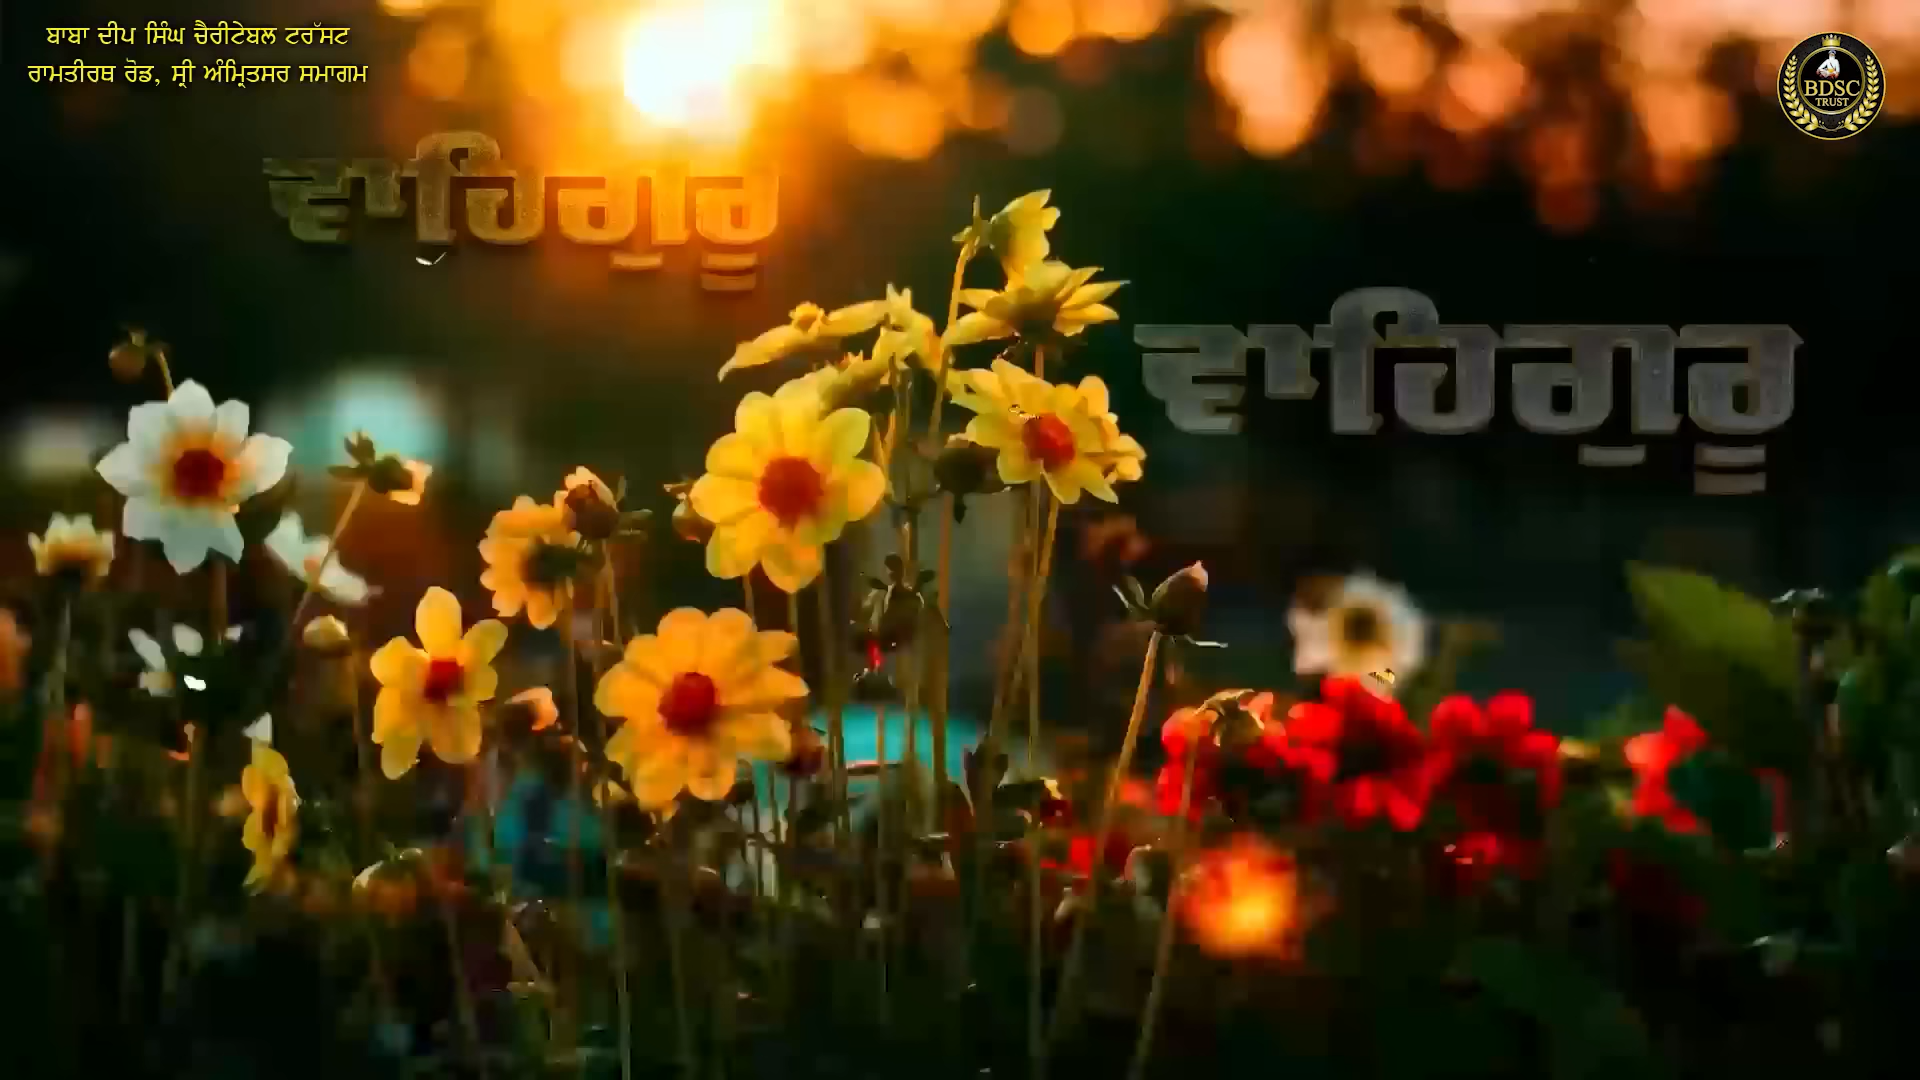 ਬਾਬਾ ਦੀਪ ਸਿੰਘ ਚੈਰੀਟੇਬਲ ਟਰੱਸਟ
ਰਾਮਤੀਰਥ ਰੋਡ, ਸ੍ਰੀ ਅੰਮ੍ਰਿਤਸਰ ਸਮਾਗਮ
BDSC
TRUST
ਵਾਹਿਗੁਰੂ
ਵਾਹਿਗੁਰੂ